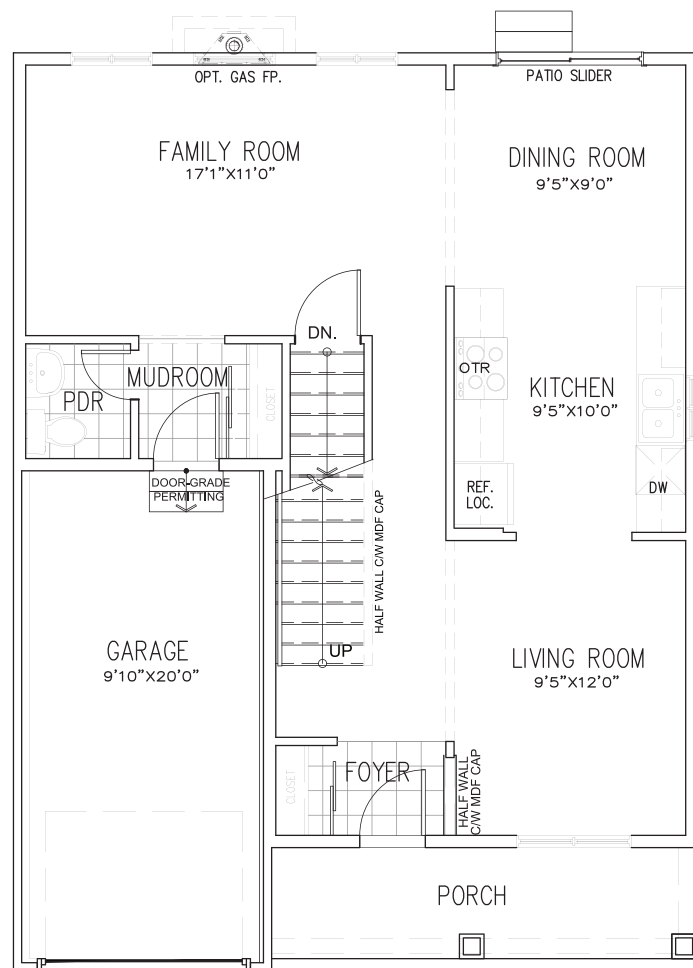 OPT. GAS FP.
PATIO SLIDER
FAMILY ROOM
17'1"X11'0"
DINING ROOM
9'5"X9'0"
DN.
OTR
MUDROOM
PDR
CLOSET
KITCHEN
9'5"X10'0"
DOOR-GRADE
PERMITTING
REF.
LOC.
DW
HALF WALL C/W MDF CAP
UP
GARAGE
9'10"X20'0"
LIVING ROOM
9'5"X12'0"
CLOSET
FOYER
HALF WALL
C/W MDF CAP
PORCH